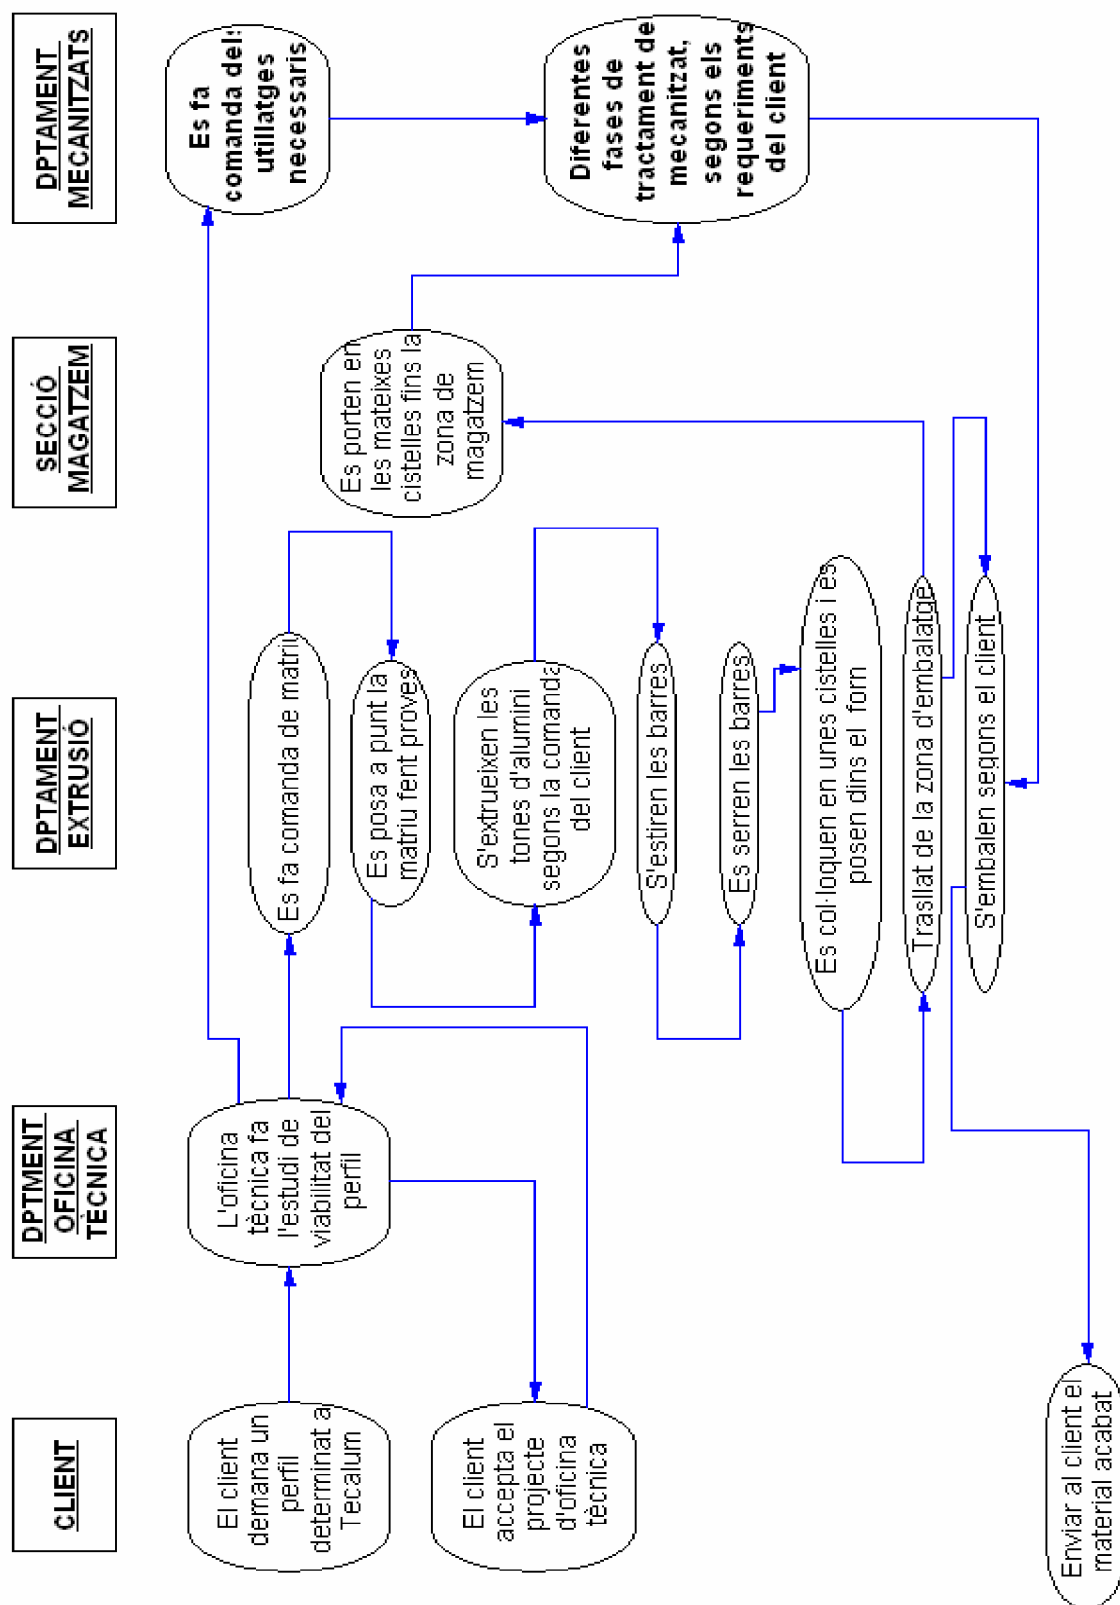 CLIENT
DPTMENT
OFICINA
TÈCNICA
DPTAMENT
EXTRUSIÓ
SECCIÓ
MAGATZEM
DPTAMENT
MECANITZATS
El client
demana un
perfil
determinat a
Tecalum
L'oficina
tècnica fa
l'estudi de
viabilitat del
perfil
El client
accepta el
projecte
d'oficina
tècnica
Es fa comanda de matriu
Es posa a punt la
matriu fent proves
S'extrueixen les
tones d'alumini
segons la comanda
del client
S'estiren les barres
Es serren les barres
Es col·loquen en unes cistelles i es
posen dins el forn
Trasllat de la zona d'embalatge
S'embalen segons el client
Es porten en
les mateixes
cistelles fins la
zona de
magatzem
Es fa
comanda dels
utillatges
necessaris
Diferentes
fases de
tractament de
mecanitzat,
segons els
requeriments
del client
Enviar al client el
material acabat